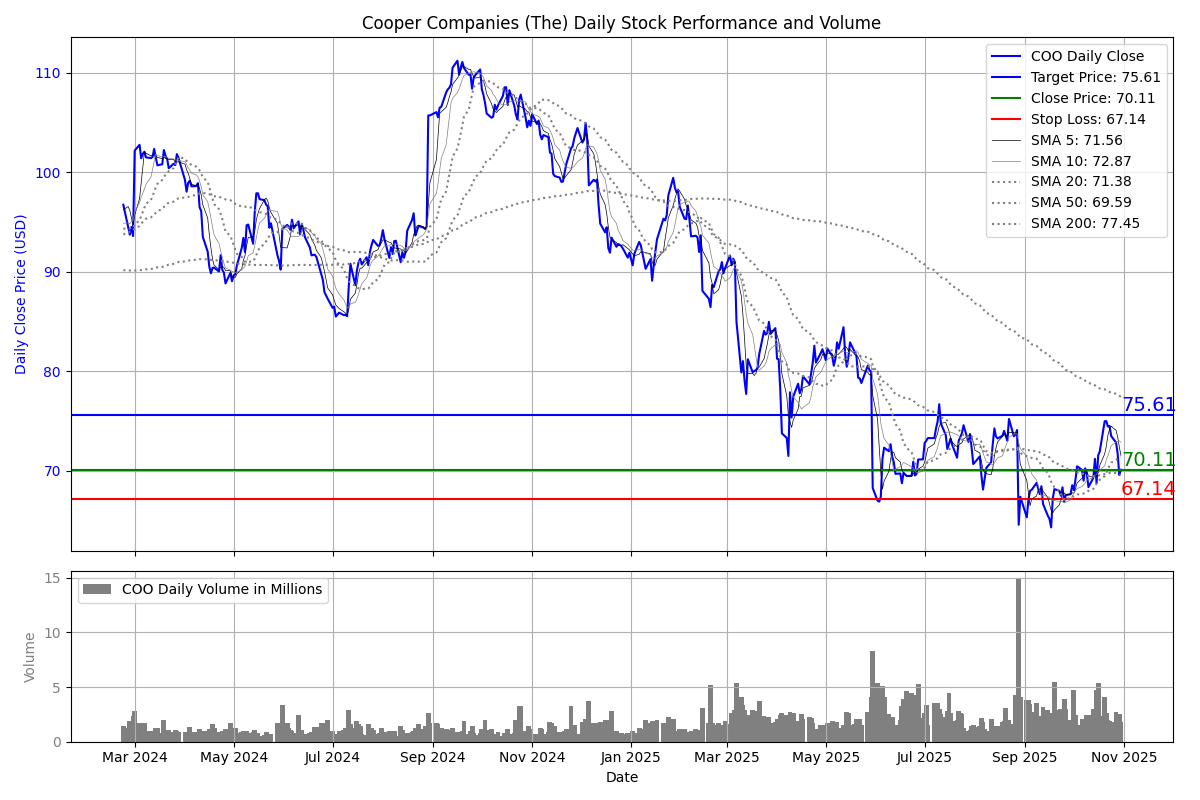 Cooper Companies (The) Daily Stock Performance and Volume
Daily Close Price (USD)
110
100
90
80
70
COO Daily Close
Target Price: 75.61
Close Price: 70.11
Stop Loss: 67.14
SMA 5: 71.56
SMA 10: 72.87
SMA 20: 71.38
SMA 50: 69.59
SMA 200: 77.45
75.61
70.11
67.14
Volume
15
10
5
0
COO Daily Volume in Millions
Mar 2024 May 2024 Jul 2024 Sep 2024 Nov 2024 Jan 2025 Mar 2025 May 2025 Jul 2025 Sep 2025 Nov 2025
Date